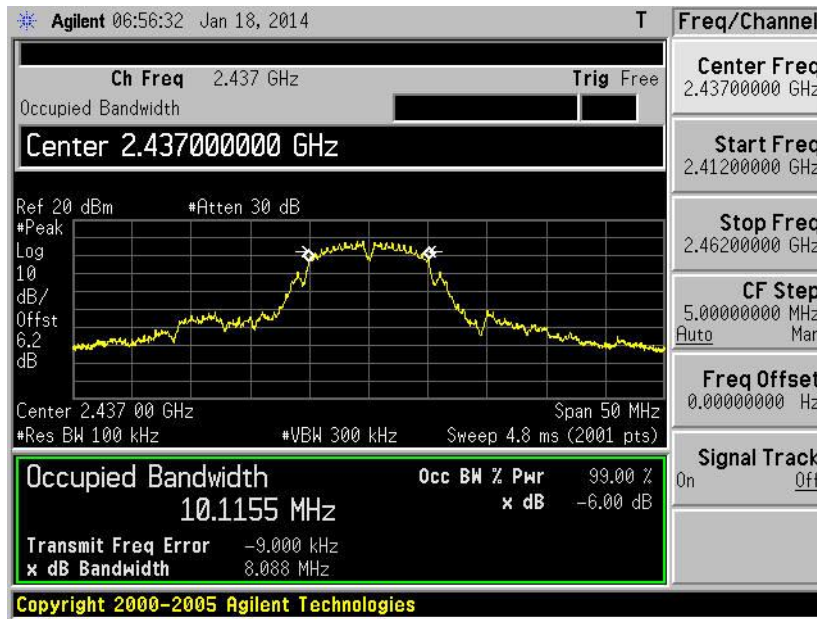 Agilent 06:56:32 Jan 18, 2014 T
Ch Freq 2.437 GHz Trig Free
Occupied Bandwidth
Center 2.437000000 GHz
Ref 20 dBm #Atten 30 dB
#Peak
Log
10
dB/
Offst
6.2
dB
Center 2.437 00 GHz Span 50 MHz
#Res BW 100 kHz #VBW 300 kHz Sweep 4.8 ms (2001 pts)
Occupied Bandwidth Occ BW % Pwr 99.00 %
10.1155 MHz x dB -6.00 dB
Transmit Freq Error -9.000 kHz
x dB Bandwidth 8.088 MHz
Copyright 2000-2005 Agilent Technologies
Freq/Channel
Center Freq
2.43700000 GHz
Start Freq
2.41200000 GHz
Stop Freq
2.46200000 GHz
CF Step
5.00000000 MHz
Auto Man
Freq Offset
0.00000000 Hz
Signal Track
On Off